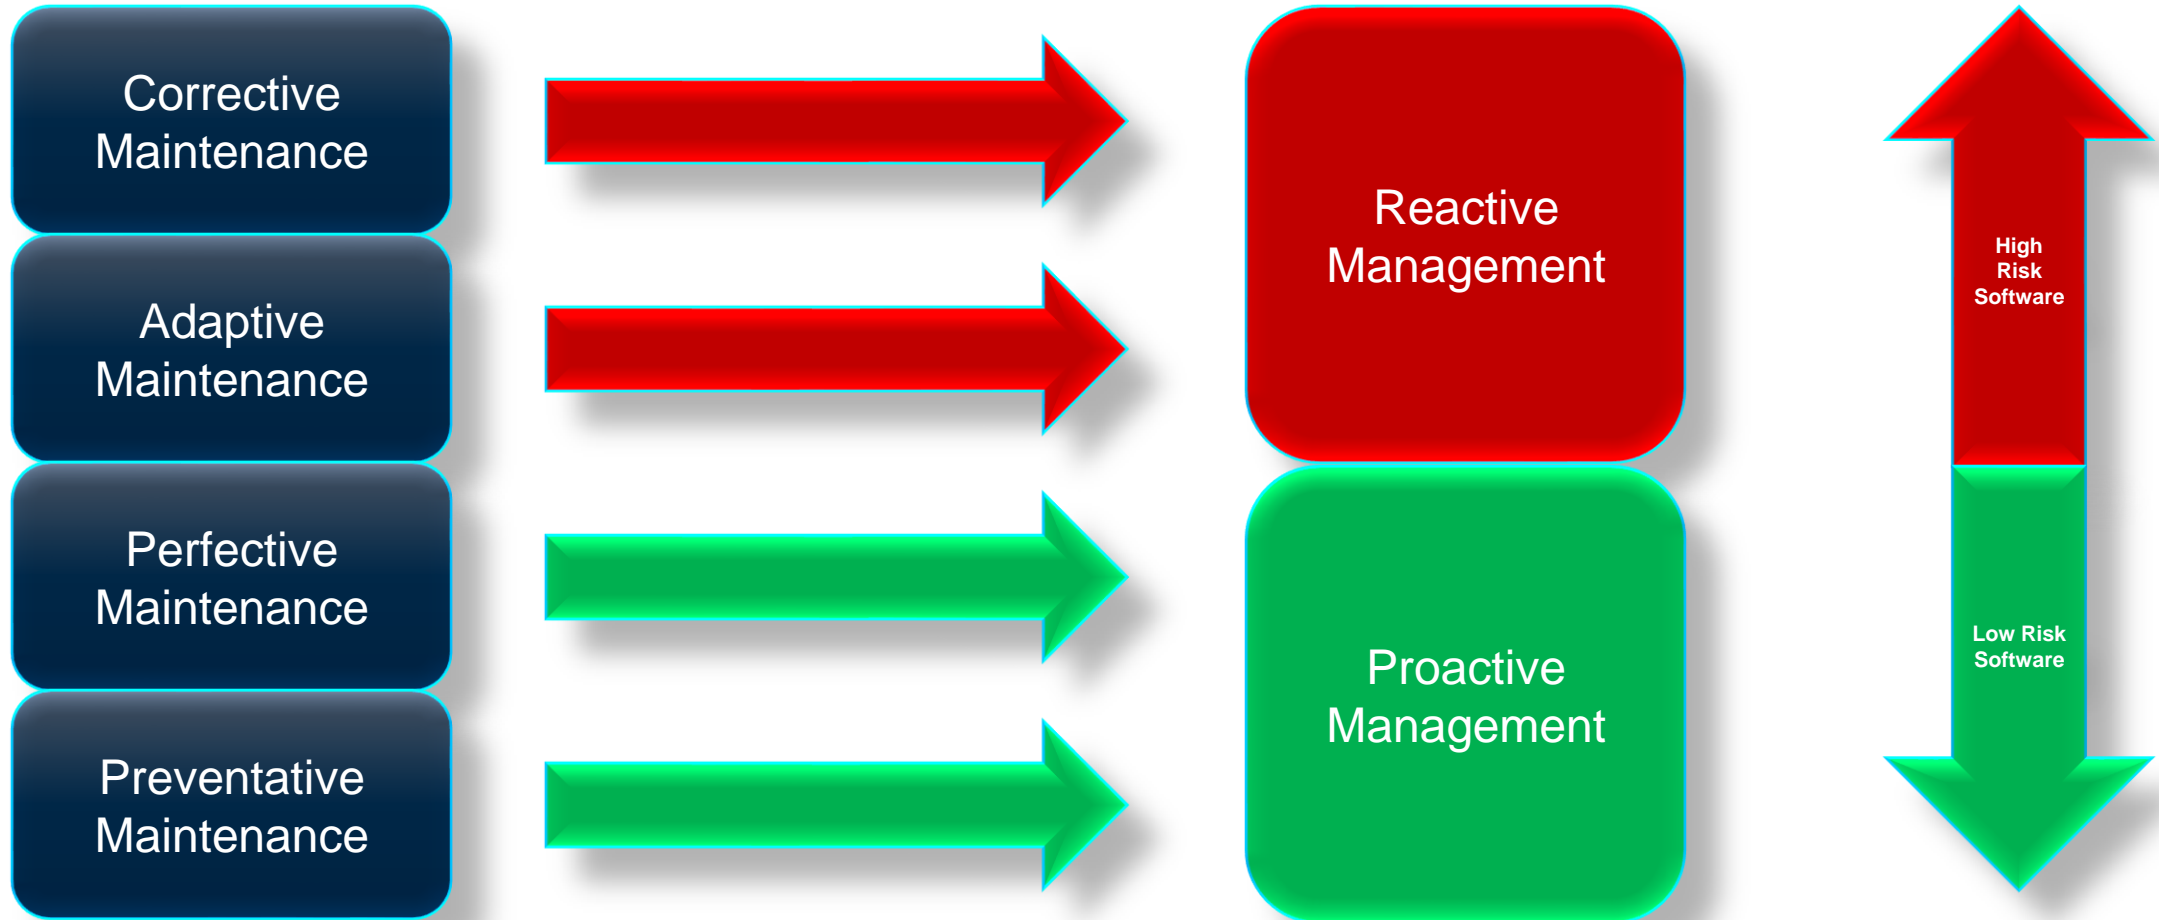 Corrective
Maintenance
Adaptive
Maintenance
Perfective
Maintenance
Preventative
Maintenance
Reactive
Management
Proactive
Management
High
Risk
Software
Low Risk
Software